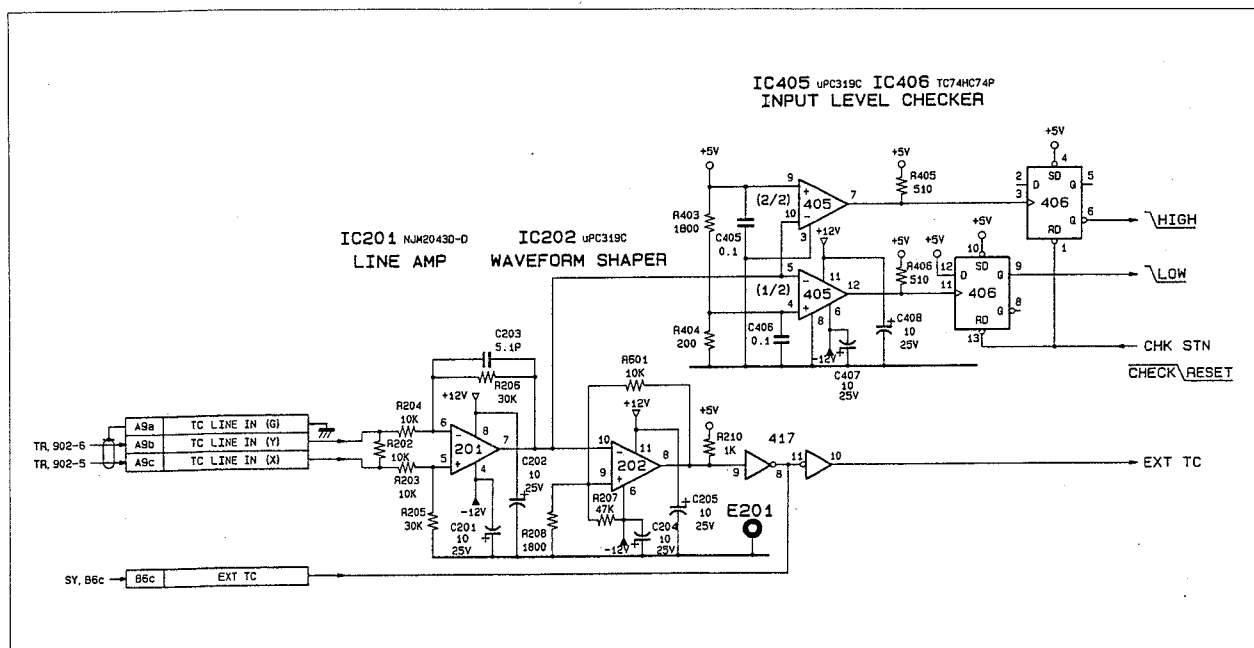 IC405 uPC319C IC406 TC74HC74P
INPUT LEVEL CHECKER
+5V
4
+5V
+5V
2
SD
5
D
Q
R405
510
9
+
7
3
406
6
(2/2)
405
Q
HIGH
10
-
R403
1800
C405
0.1
3
+12V
+5V
10
RD
1
+5V
+5V
IC201 NJM2043D-D
LINE AMP
IC202 uPC319C
WAVEFORM SHAPER
R406
510
12
D
SD
Q
9
LOW
5
-
11
12
11
406
8
(1/2)
405
4
+
8
6
Q
RD
13
C408
10
25V
R404
200
C406
0.1
-12V
C407
10
25V
CHK STN
CHECK\RESET
C203
5.1P
R206
30K
R601
10K
+12V
+12V
+5V
R210
1K
417
A9a
TC LINE IN (G)
TR, 902-6
A9b
TC LINE IN (Y)
TR, 902-5
A9c
TC LINE IN (X)
R204
10K
R202
10K
R203
10K
R205
30K
6
-
8
201
7
5
+
4
-12V
C201
10
25V
C202
10
25V
10
-
11
202
8
9
+
6
R207
47K
R208
1800
-12V
C204
10
25V
C205
10
25V
9
8
11
10
EXT TC
E201
SY, B6c
B6c
EXT TC